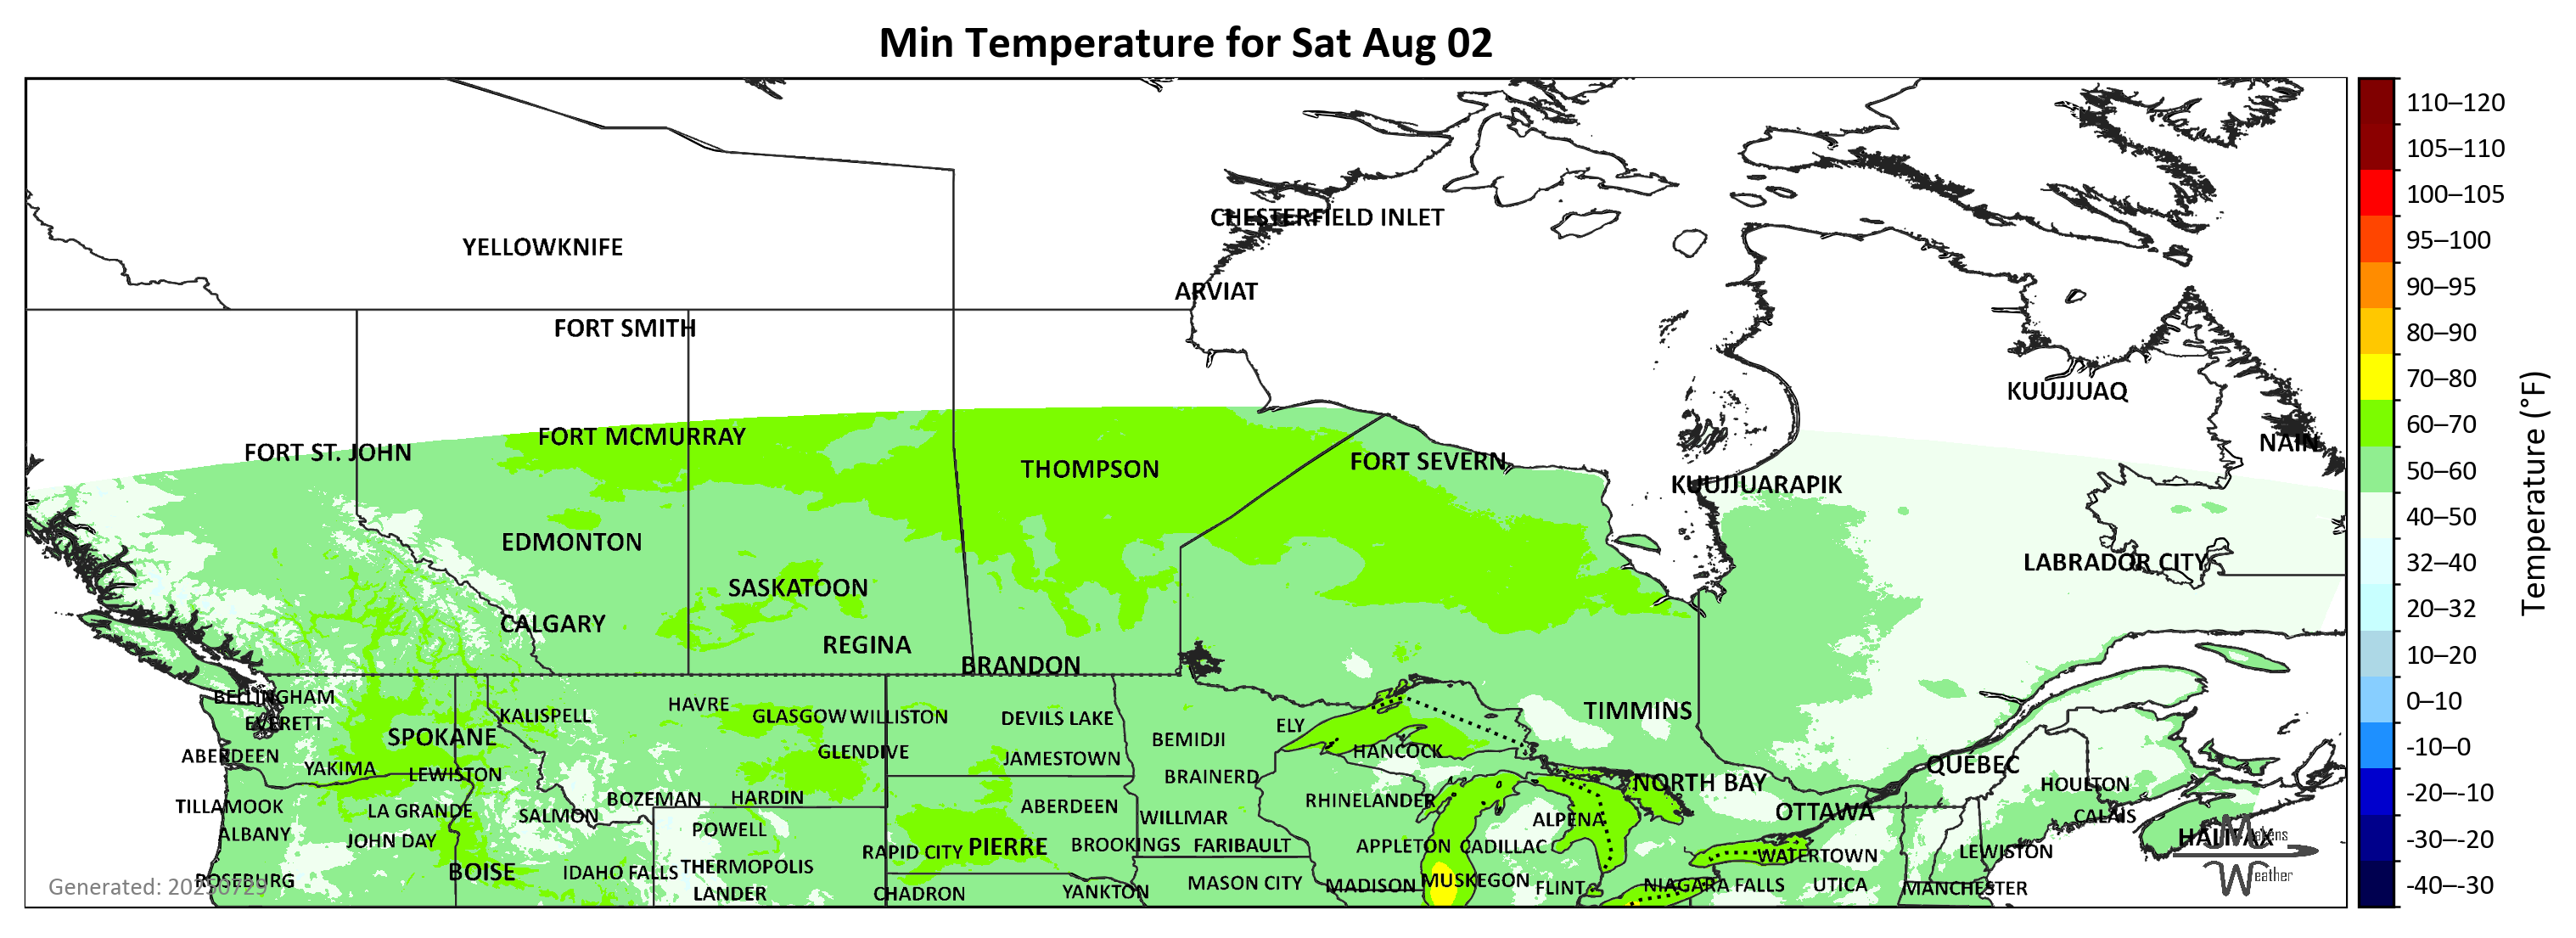 Min Temperature for Sat Aug 02
110–120
105–110
CHESTERFIELD INLET
100–105
YELLOWKNIFE
95–100
ARVIAT
90–95
FORT SMITH
80–90
KUUJJUAQ
70–80
FORT MCMURRAY
60–70
NAIN
FORT ST. JOHN
THOMPSON
FORT SEVERN
50–60
KUUJJUARAPIK
40–50
EDMONTON
LABRADOR CITY
32–40
SASKATOON
20–32
CALGARY
REGINA
10–20
BRANDON
BELLINGHAM
HAVRE
0–10
KALISPELL
GLASGOW
WILLISTON
DEVILS LAKE
TIMMINS
EVERETT
ELY
SPOKANE
BEMIDJI
-10–0
ABERDEEN
GLENDIVE
JAMESTOWN
HANCOCK
YAKIMA
LEWISTON
BRAINERD
NORTH BAY
QUÉBEC
HOULTON
-20–-10
TILLAMOOK
LA GRANDE
SALMON
BOZEMAN
HARDIN
ABERDEEN
WILLMAR
RHINELANDER
ALPENA
OTTAWA
CALAIS
ALBANY
JOHN DAY
POWELL
RAPID CITY
PIERRE
BROOKINGS
FARIBAULT
APPLETON
CADILLAC
WATERTOWN
LEWISTON
HALIFAX
Makens
Weather
-30–-20
BOISE
IDAHO FALLS
THERMOPOLIS
ROSEBURG
LANDER
CHADRON
YANKTON
MASON CITY
MADISON
MUSKEGON
FLINT
NIAGARA FALLS
UTICA
MANCHESTER
-40–-30
Generated: 20250729
Temperature (°F)